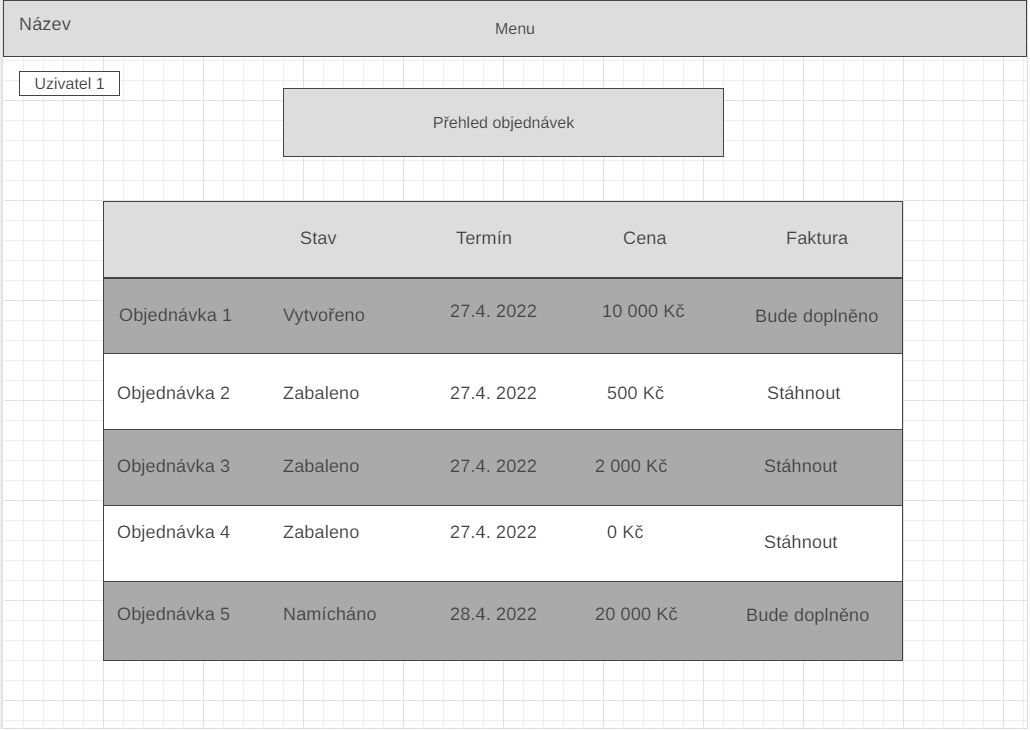 Název
Menu
Uzivatel 1
Přehled objednávek
Stav Termín Cena Faktura
Objednávka 1 Vytvořeno 27.4. 2022 10 000 Kč Bude doplněno
Objednávka 2 Zabaleno 27.4. 2022 500 Kč Stáhnout
Objednávka 3 Zabaleno 27.4. 2022 2 000 Kč Stáhnout
Objednávka 4 Zabaleno 27.4. 2022 0 Kč Stáhnout
Objednávka 5 Namícháno 28.4. 2022 20 000 Kč Bude doplněno